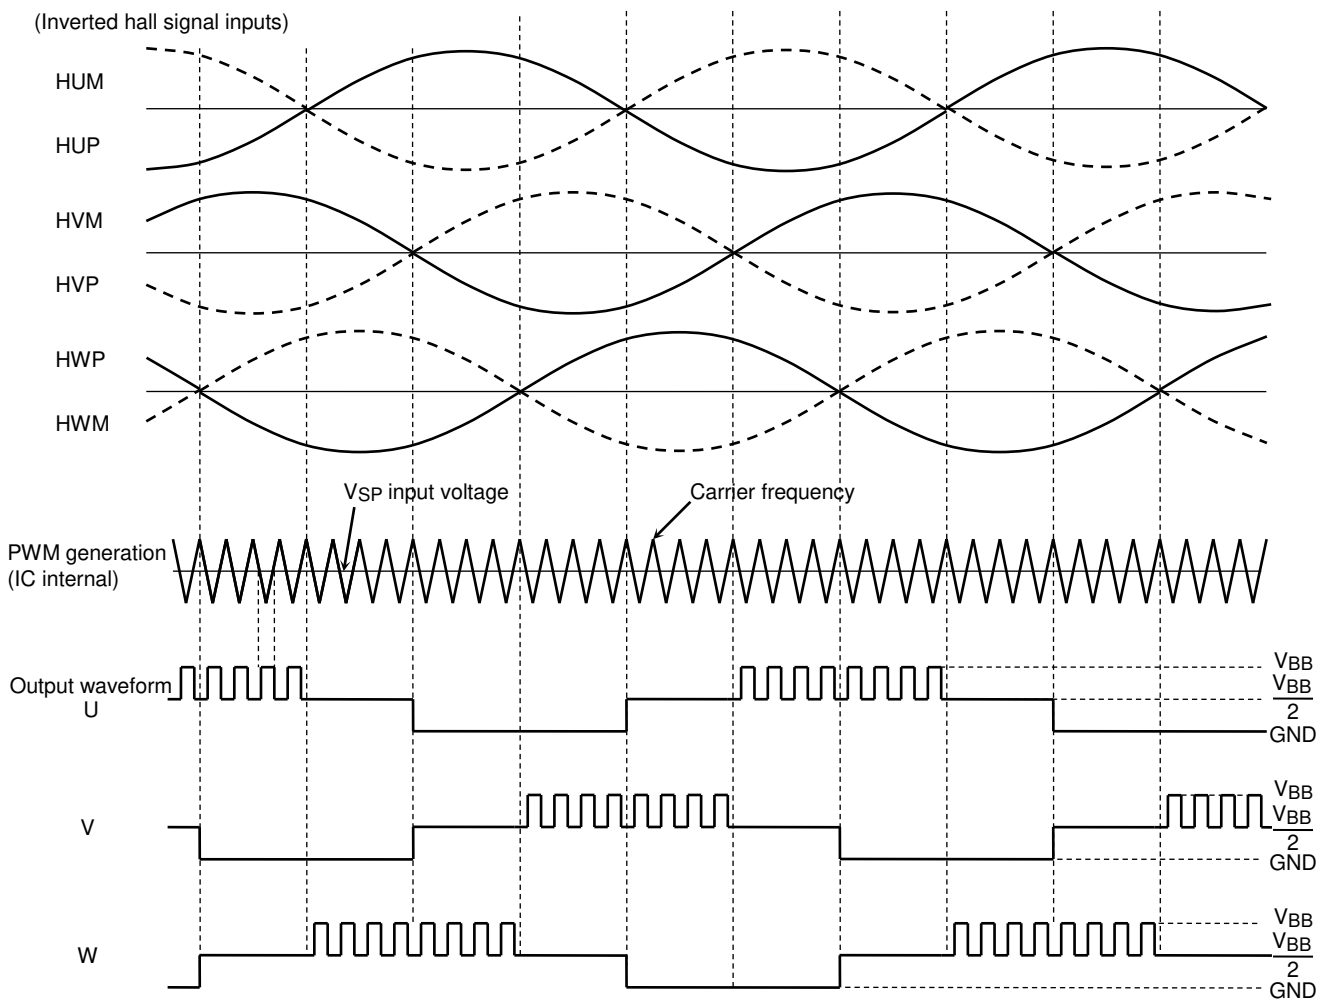 (Inverted hall signal inputs)
HUM
HUP
HVM
HVP
HWP
HWM
VSP input voltage
Carrier frequency
PWM generation
(IC internal)
Output waveform
U
VBB
VBB
2
GND
V
VBB
VBB
2
GND
W
VBB
VBB
2
GND